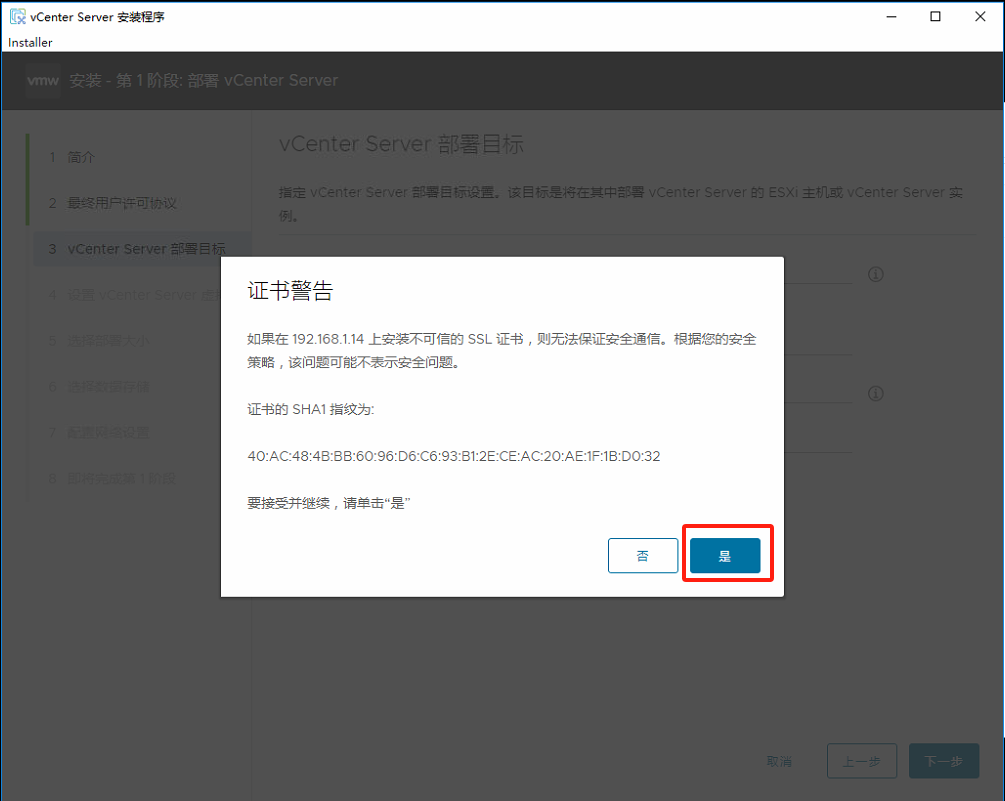 vCenter Server 安装程序
Installer
vmw 安装 - 第 1 阶段: 部署 vCenter Server
1 简介
2 最终用户许可协议
3 vCenter Server 部署目标
4 设置 vCenter Server 虚
5 选择部署大小
6 选择数据存储
7 配置网络设置
8 即将完成第 1 阶段
vCenter Server 部署目标
指定 vCenter Server 部署目标设置。该目标是将在其中部署 vCenter Server 的 ESXi 主机或 vCenter Server 实
例。
证书警告
如果在 192.168.1.14 上安装不可信的 SSL 证书，则无法保证安全通信。根据您的安全
策略，该问题可能不表示安全问题。
证书的 SHA1 指纹为:
40:AC:48:4B:BB:60:96:D6:C6:93:B1:2E:CE:AC:20:AE:1F:1B:D0:32
要接受并继续，请单击“是”
否
是
取消
上一步
下一步